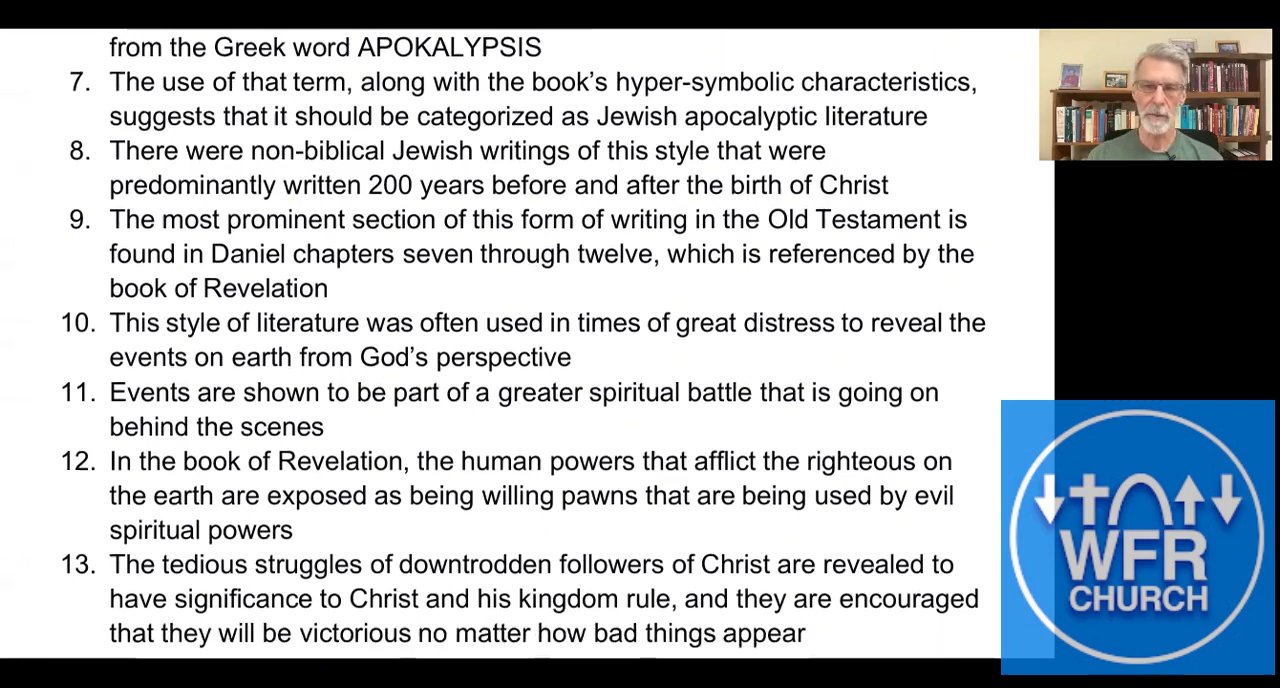 from the Greek word APOKALYPSIS
7. The use of that term, along with the book's hyper-symbolic characteristics,
suggests that it should be categorized as Jewish apocalyptic literature
8. There were non-biblical Jewish writings of this style that were
predominantly written 200 years before and after the birth of Christ
9. The most prominent section of this form of writing in the Old Testament is
found in Daniel chapters seven through twelve, which is referenced by the
book of Revelation
10. This style of literature was often used in times of great distress to reveal the
events on earth from God's perspective
11. Events are shown to be part of a greater spiritual battle that is going on
behind the scenes
12. In the book of Revelation, the human powers that afflict the righteous on
the earth are exposed as being willing pawns that are being used by evil
spiritual powers
13. The tedious struggles of downtrodden followers of Christ are revealed to
have significance to Christ and his kingdom rule, and they are encouraged
that they will be victorious no matter how bad things appear
WFR
CHURCH